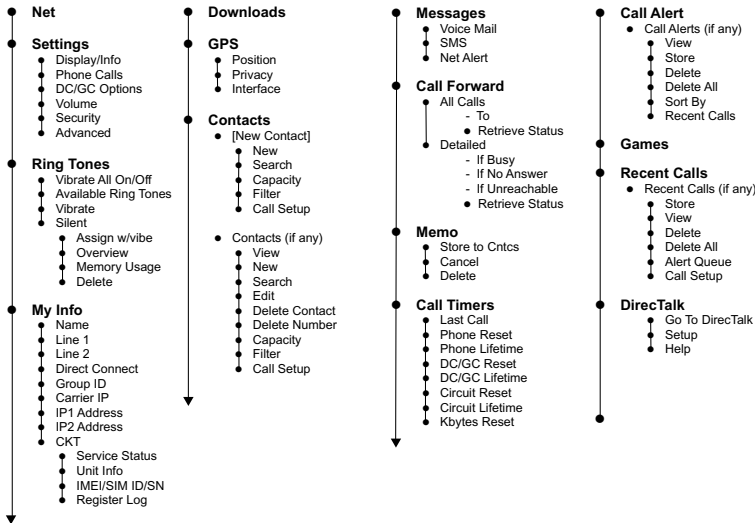 Net
Settings
Display/Info
Phone Calls
DC/GC Options
Volume
Security
Advanced
Ring Tones
Vibrate All On/Off
Available Ring Tones
Vibrate
Silent
Assign w/vibe
Overview
Memory Usage
Delete
My Info
Name
Line 1
Line 2
Direct Connect
Group ID
Carrier IP
IP1 Address
IP2 Address
CKT
Service Status
Unit Info
IMEI/SIM ID/SN
Register Log
Downloads
GPS
Position
Privacy
Interface
Contacts
[New Contact]
New
Search
Capacity
Filter
Call Setup
Contacts (if any)
View
New
Search
Edit
Delete Contact
Delete Number
Capacity
Filter
Call Setup
Messages
Voice Mail
SMS
Net Alert
Call Forward
All Calls
- To
Retrieve Status
Detailed
- If Busy
- If No Answer
- If Unreachable
Retrieve Status
Memo
Store to Cntcs
Cancel
Delete
Call Timers
Last Call
Phone Reset
Phone Lifetime
DC/GC Reset
DC/GC Lifetime
Circuit Reset
Circuit Lifetime
Kbytes Reset
Call Alert
Call Alerts (if any)
View
Store
Delete
Delete All
Sort By
Recent Calls
Games
Recent Calls
Recent Calls (if any)
Store
View
Delete
Delete All
Alert Queue
Call Setup
DirecTalk
Go To DirecTalk
Setup
Help